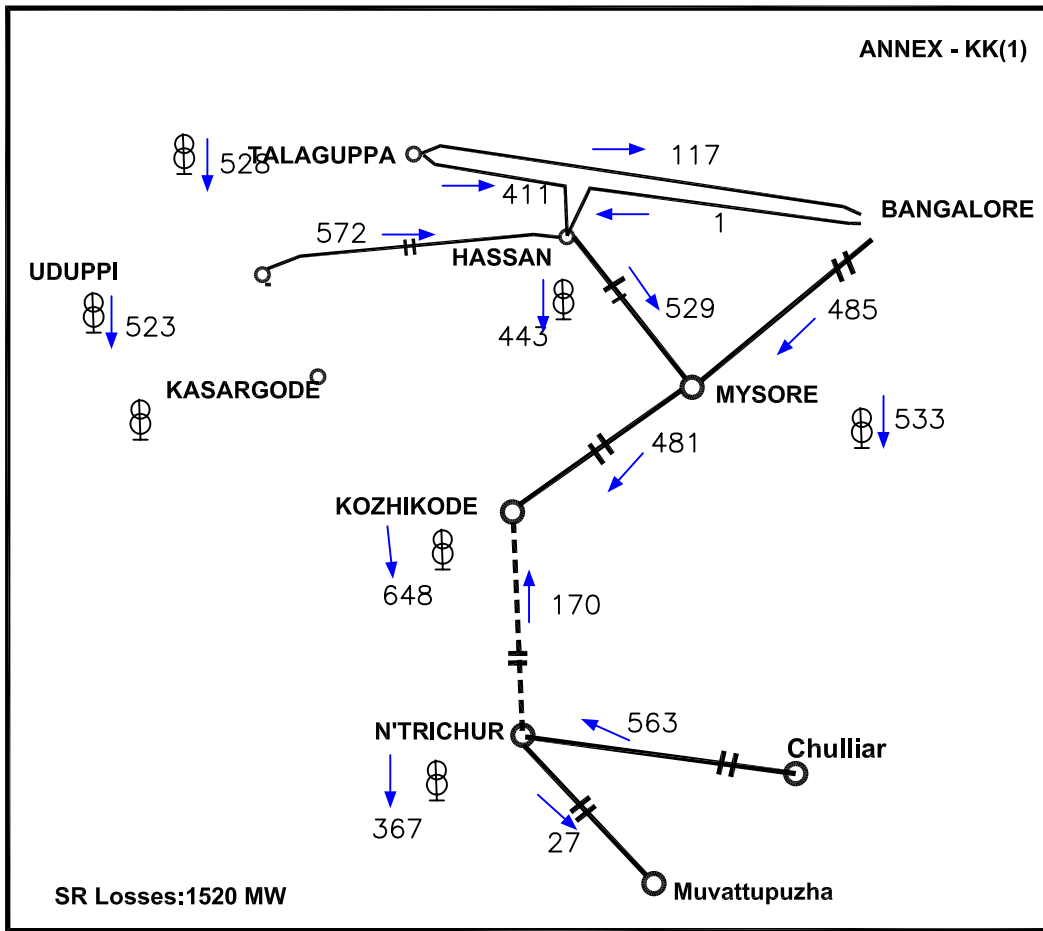 ANNEX - KK(1)
TALAGUPPA
528
117
411
1
BANGALORE
572
HASSAN
UDUPPI
523
443
529
485
KASARGODE
MYSORE
533
481
KOZHIKODE
648
170
N'TRICHUR
563
Chulliar
367
27
Muvattupuzha
SR Losses:1520 MW